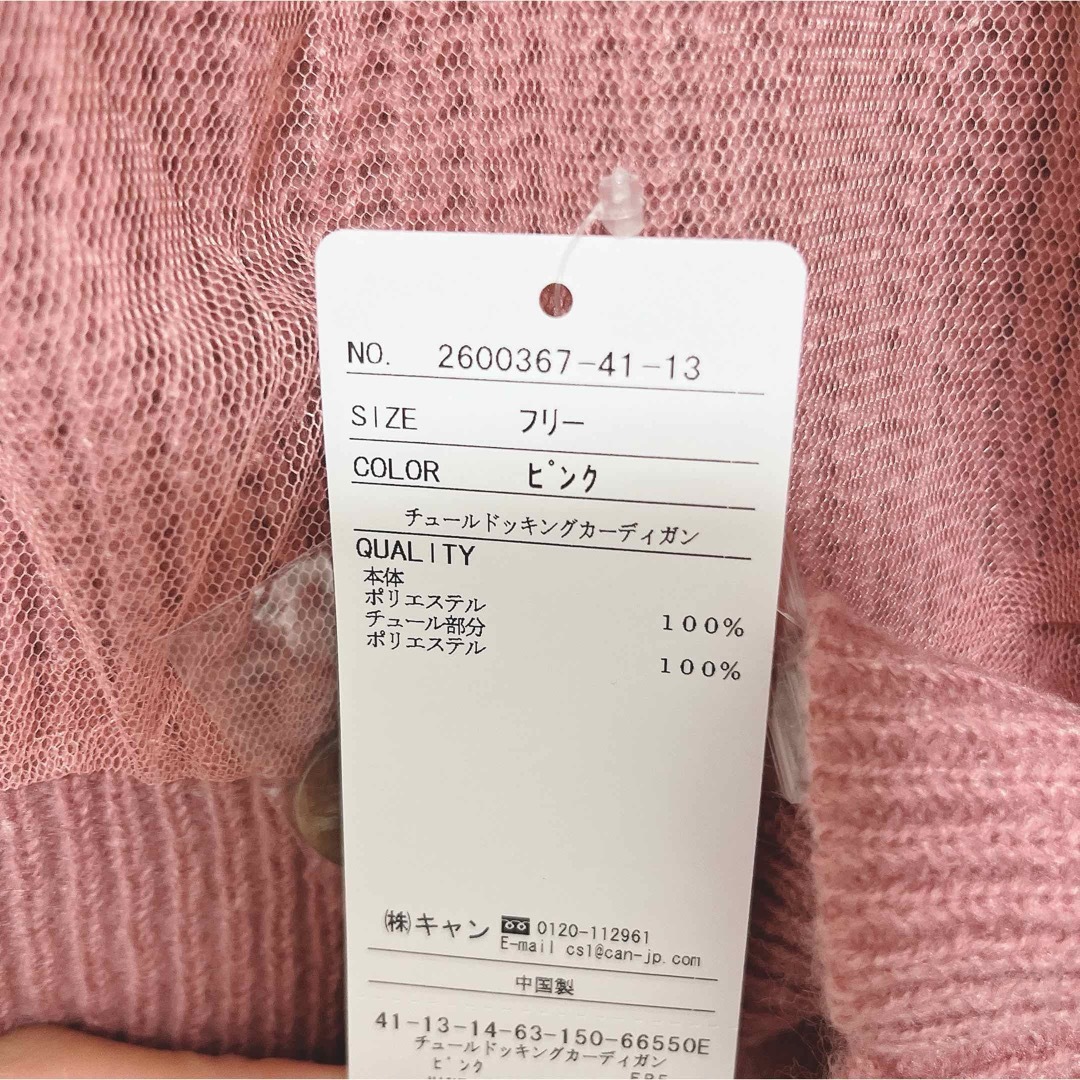 NO. 2600367-41-13
SIZE フリー
COLOR ピンク
チュールドッキングカーディガン
QUALITY
本体
ポリエステル 100%
チュール部分
ポリエステル 100%
㈱キャン 0120-112961
E-mail cs1@can-jp.com
中国製
41-13-14-63-150-66550E
チュールドッキングカーディガン
ピンク